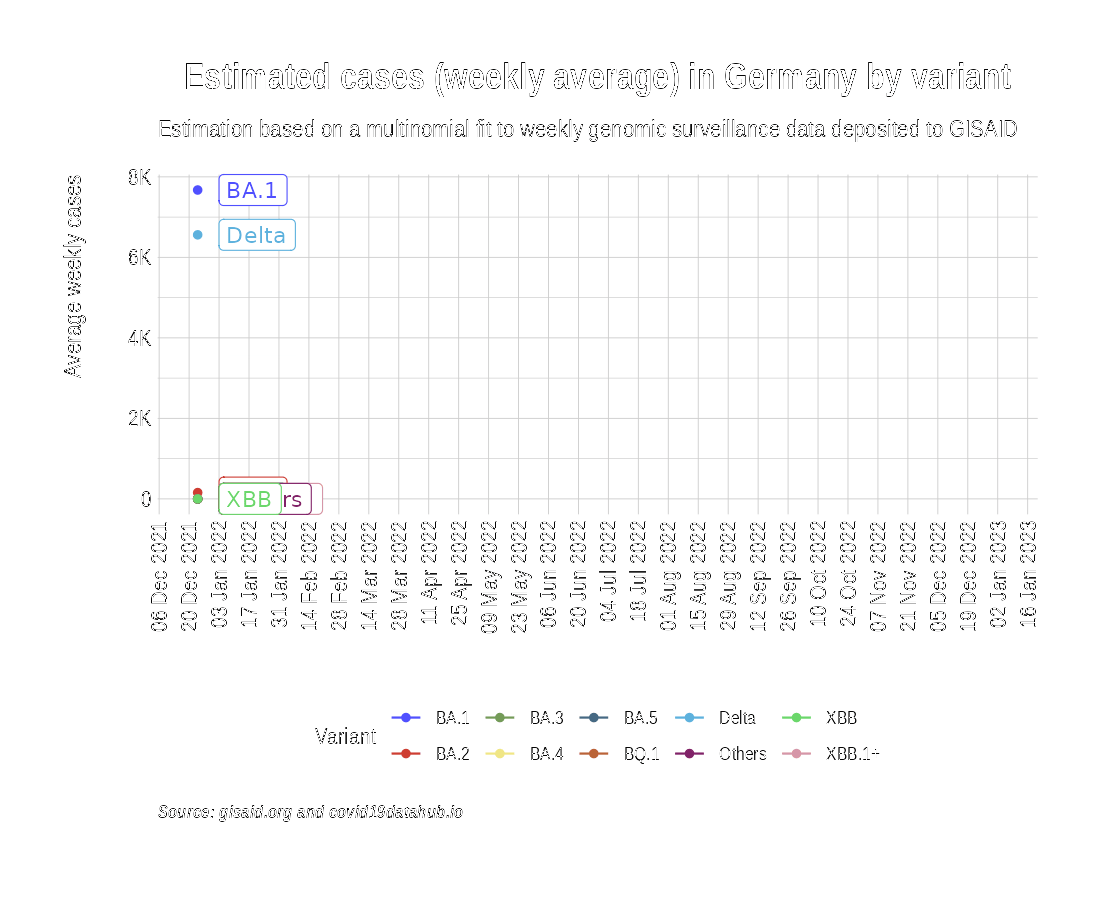 Estimated cases (weekly average) in Germany by variant
Estimation based on a multinomial fit to weekly genomic surveillance data deposited to GISAID
Average weekly cases
8K
6K
4K
2K
0
BA.1
Delta
XBB
rs
06 Dec 2021
20 Dec 2021
03 Jan 2022
17 Jan 2022
31 Jan 2022
14 Feb 2022
28 Feb 2022
14 Mar 2022
28 Mar 2022
11 Apr 2022
25 Apr 2022
09 May 2022
23 May 2022
06 Jun 2022
20 Jun 2022
04 Jul 2022
18 Jul 2022
01 Aug 2022
15 Aug 2022
29 Aug 2022
12 Sep 2022
26 Sep 2022
10 Oct 2022
24 Oct 2022
07 Nov 2022
21 Nov 2022
05 Dec 2022
19 Dec 2022
02 Jan 2023
16 Jan 2023
Variant
BA.1 BA.3 BA.5 Delta XBB
BA.2 BA.4 BQ.1 Others XBB.1+
Source: gisaid.org and covid19datahub.io